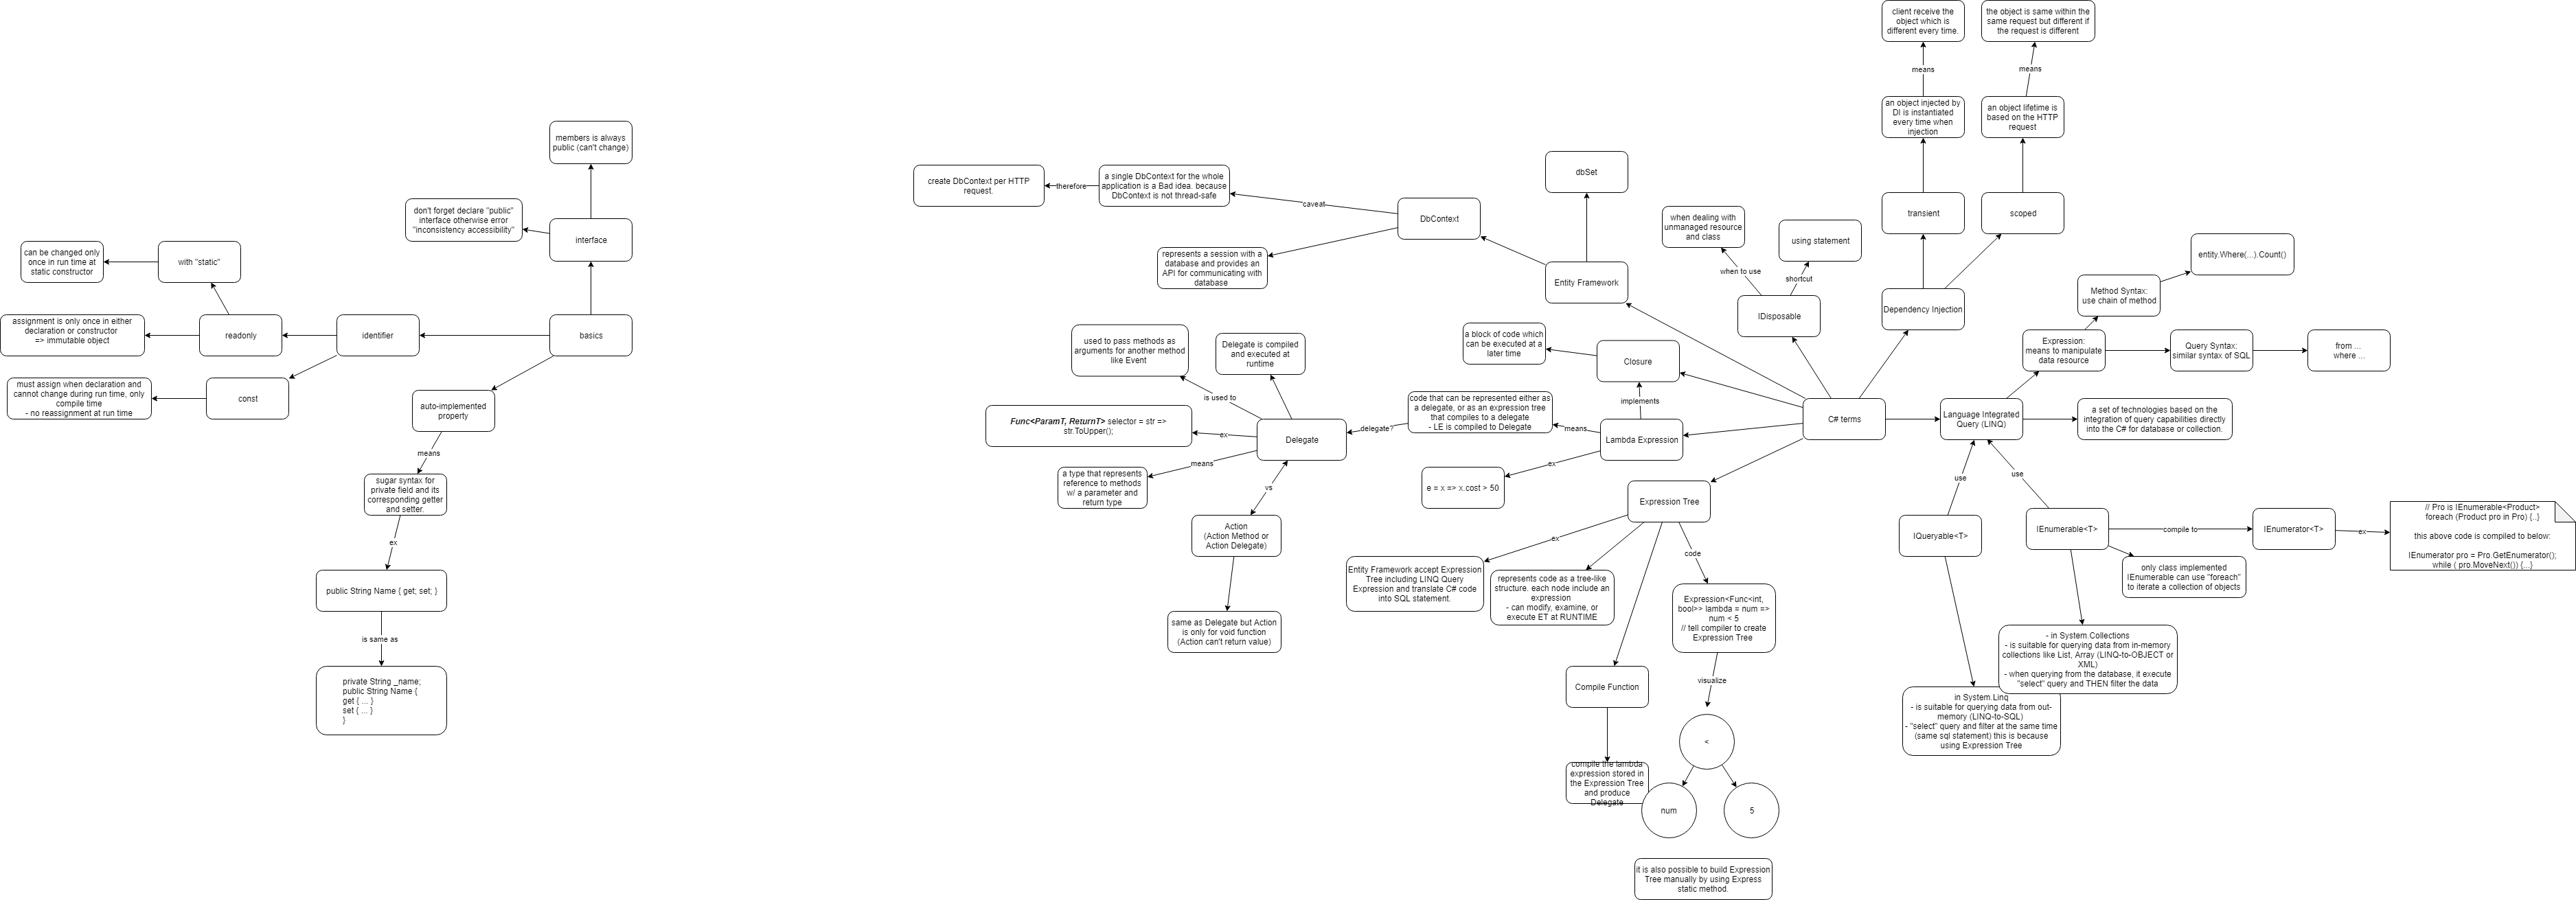 members is always
public (can't change)
don't forget declare "public"
interface otherwise error
"inconsistency accessibility"
interface
can be changed only
once in run time at
static constructor
with "static"
assignment is only once in either
declaration or constructor
=> immutable object
readonly
identifier
basics
must assign when declaration and
cannot change during run time, only
compile time
- no reassignment at run time
const
auto-implemented
property
means
sugar syntax for
private field and its
corresponding getter
and setter.
ex
public String Name { get; set; }
is same as
private String _name;
public String Name {
get { ... }
set { ... }
}
client receive the
object which is
different every time.
the object is same within the
same request but different if
the request is different
means
means
an object injected by
DI is instantiated
every time when
injection
an object lifetime is
based on the HTTP
request
transient
scoped
Dependency Injection
create DbContext per HTTP
request.
therefore
a single DbContext for the whole
application is a Bad idea. because
DbContext is not thread-safe
caveat
DbContext
dbSet
represents a session with a
database and provides an
API for communicating with
database
Entity Framework
when dealing with
unmanaged resource
and class
using statement
when to use
shortcut
IDisposable
entity.Where(...).Count()
Method Syntax:
use chain of method
Expression:
means to manipulate
data resource
Query Syntax:
similar syntax of SQL
from ...
where ...
used to pass methods as
arguments for another method
like Event
Delegate is compiled
and executed at
runtime
a block of code which
can be executed at a
later time
Closure
is used to
implements
Func<ParamT, ReturnT> selector = str =>
str.ToUpper();
ex
Delegate
delegate?
code that can be represented either as
a delegate, or as an expression tree
that compiles to a delegate
- LE is compiled to Delegate
means
Lambda Expression
C# terms
Language Integrated
Query (LINQ)
a set of technologies based on the
integration of query capabilities directly
into the C# for database or collection.
means
a type that represents
reference to methods
w/ a parameter and
return type
vs
ex
e = x => x.cost > 50
Action
(Action Method or
Action Delegate)
same as Delegate but Action
is only for void function
(Action can't return value)
Expression Tree
ex
code
Entity Framework accept Expression
Tree including LINQ Query
Expression and translate C# code
into SQL statement.
represents code as a tree-like
structure. each node include an
expression
- can modify, examine, or
execute ET at RUNTIME
Expression<Func<int,
bool>> lambda = num =>
num < 5
// tell compiler to create
Expression Tree
Compile Function
visualize
compile the lambda
expression stored in
the Expression Tree
and produce
Delegate
<
num
5
it is also possible to build Expression
Tree manually by using Express
static method.
use
use
IQueryable<T>
IEnumerable<T>
compile to
IEnumerator<T>
ex
// Pro is IEnumerable<Product>
foreach (Product pro in Pro) {..}
this above code is compiled to below:
IEnumerator pro = Pro.GetEnumerator();
while ( pro.MoveNext()) {...}
only class implemented
IEnumerable can use "foreach"
to iterate a collection of objects
- in System.Collections
- is suitable for querying data from in-memory
collections like List, Array (LINQ-to-OBJECT or
XML)
- when querying from the database, it execute
"select" query and THEN filter the data
in System.Linq
- is suitable for querying data from out-
memory (LINQ-to-SQL)
- "select" query and filter at the same time
(same sql statement) this is because
using Expression Tree